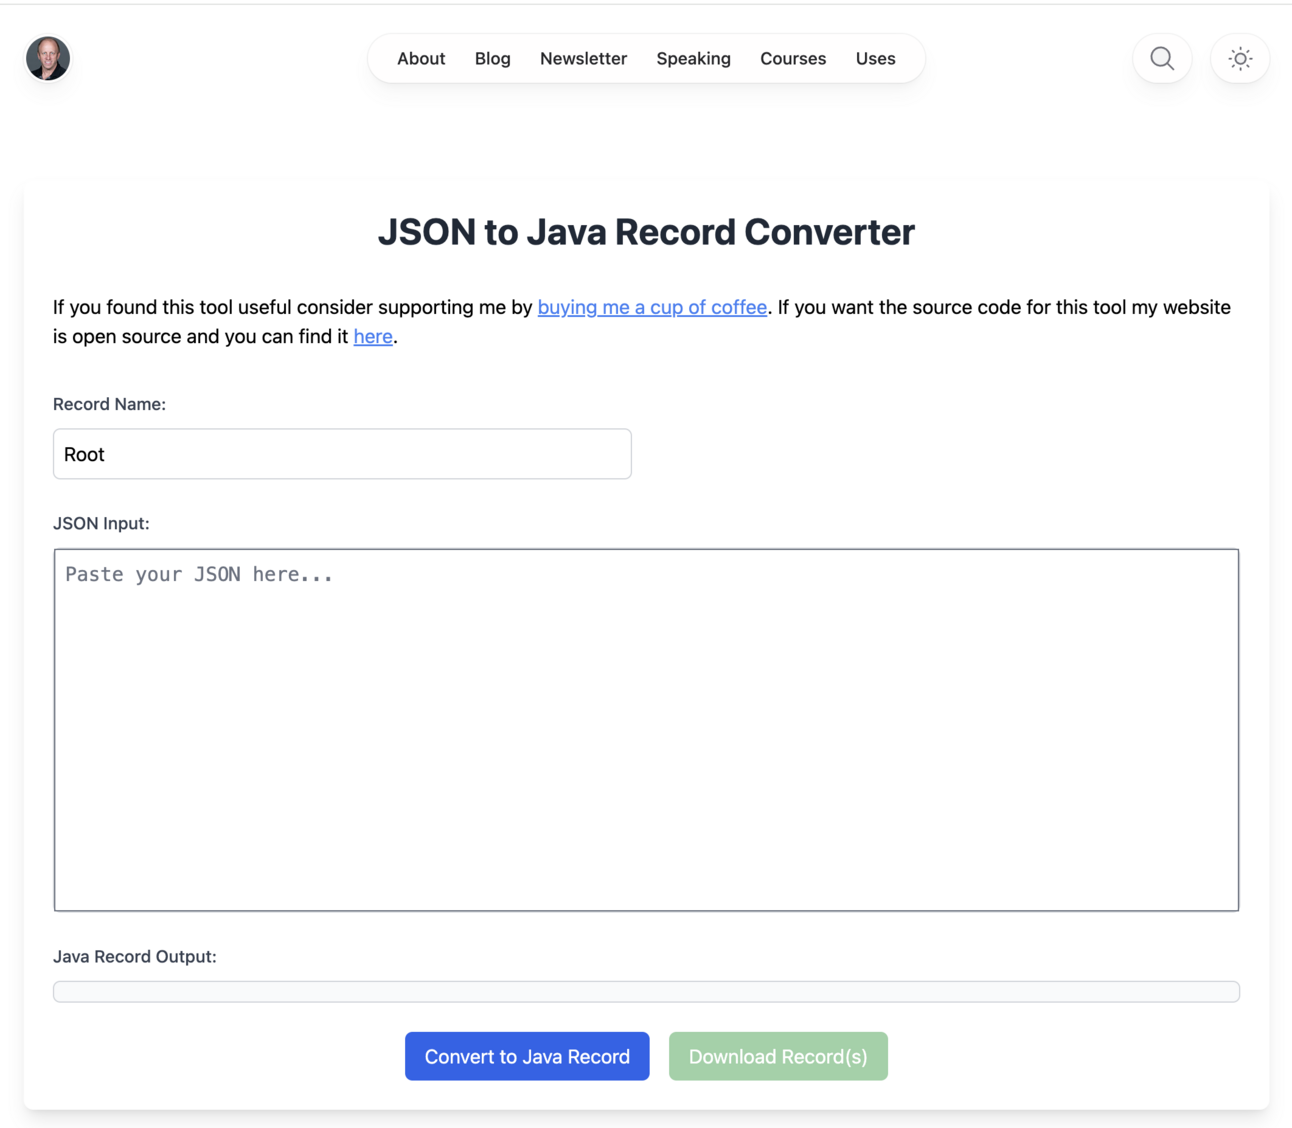 About Blog Newsletter Speaking Courses Uses
JSON to Java Record Converter
If you found this tool useful consider supporting me by buying me a cup of coffee. If you want the source code for this tool my website
is open source and you can find it here.
Record Name:
Root
JSON Input:
Paste your JSON here...
Java Record Output:
Convert to Java Record Download Record(s)